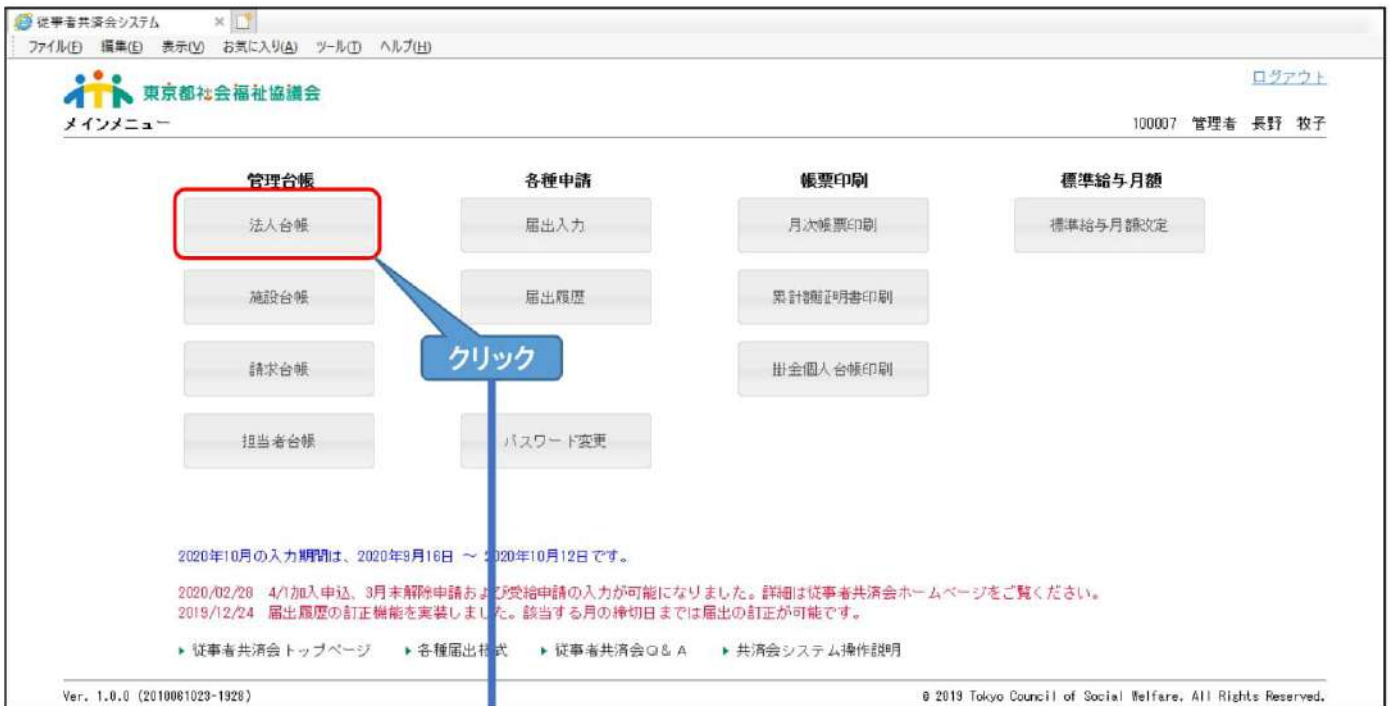 従事者共済会システム
ファイル(F) 編集(E) 表示(V) お気に入り(A) ツール(T) ヘルプ(H)
東京都社会福祉協議会
ログアウト
メインメニュー
100007 管理者 長野 牧子
管理台帳 各種申請 帳票印刷 標準給与月額
法人台帳 届出入力 月次帳票印刷 標準給与月額改定
施設台帳 届出履歴 累計額証明書印刷
クリック
請求台帳 掛金個人台帳印刷
担当者台帳 パスワード変更
2020年10月の入力期間は、2020年9月16日 ～ 2020年10月12日です。
2020/02/28 4/1加入申込、3月末解除申請および受給申請の入力が可能になりました。詳細は従事者共済会ホームページをご覧ください。
2019/12/24 届出履歴の訂正機能を実装しました。該当する月の締切日までは届出の訂正が可能です。
従事者共済会トップページ 各種届出様式 従事者共済会Q&A 共済会システム操作説明
Ver. 1.0.0 (2010061023-1928) © 2019 Tokyo Council of Social Welfare. All Rights Reserved.